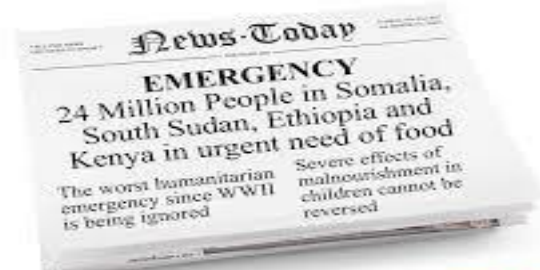 News-Today
EMERGENCY
24 Million People in Somalia,
South Sudan, Ethiopia and
Kenya in urgent need of food
The worst humanitarian
emergency since WWII
is being ignored
Severe effects of
malnourishment in
children cannot be
reversed